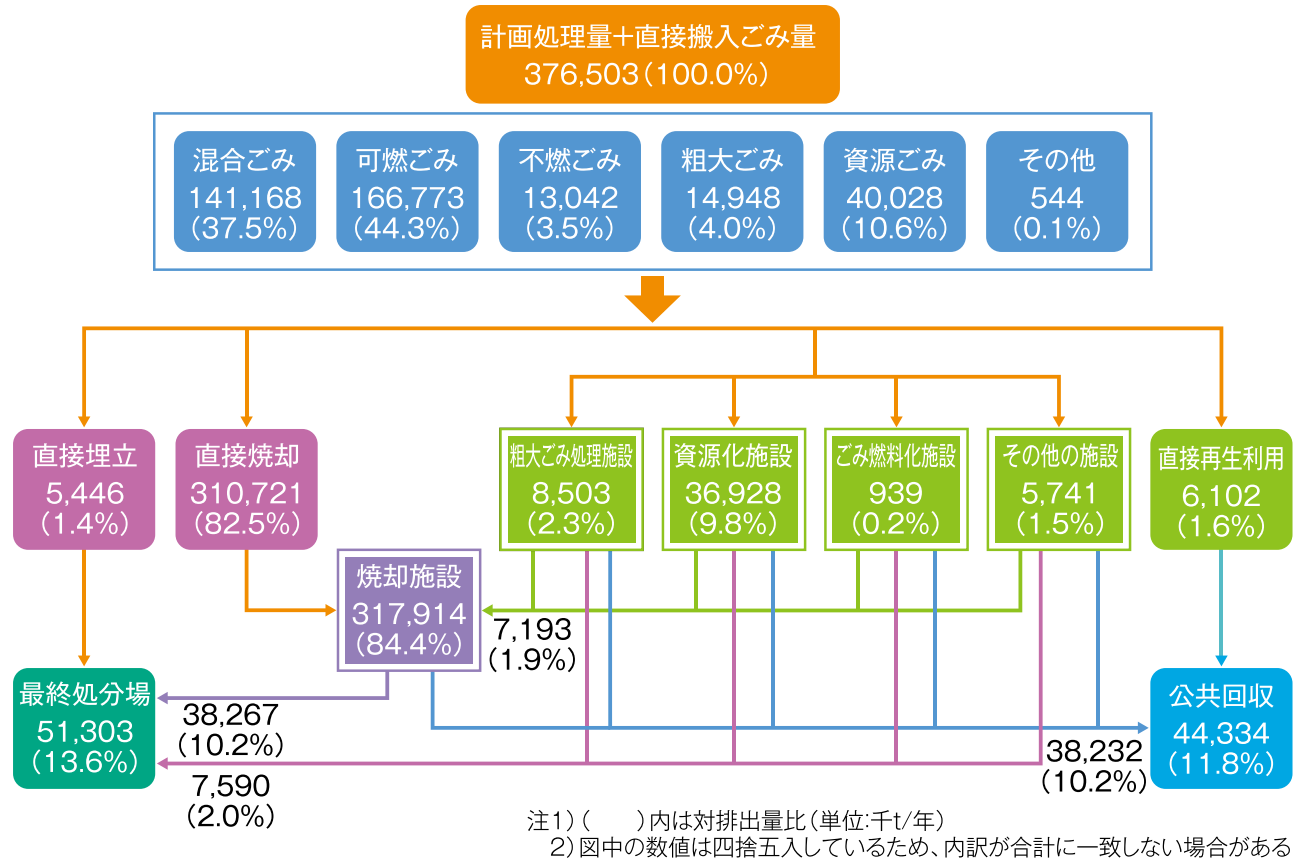 計画処理量＋直接搬入ごみ量
376,503（100.0%）
混合ごみ
141,168
（37.5%）
可燃ごみ
166,773
（44.3%）
不燃ごみ
13,042
（3.5%）
粗大ごみ
14,948
（4.0%）
資源ごみ
40,028
（10.6%）
その他
544
（0.1%）
直接埋立
5,446
（1.4%）
直接焼却
310,721
（82.5%）
粗大ごみ処理施設
8,503
（2.3%）
資源化施設
36,928
（9.8%）
ごみ燃料化施設
939
（0.2%）
その他の施設
5,741
（1.5%）
直接再生利用
6,102
（1.6%）
焼却施設
317,914
（84.4%）
7,193
（1.9%）
最終処分場
51,303
（13.6%）
38,267
（10.2%）
7,590
（2.0%）
38,232
（10.2%）
公共回収
44,334
（11.8%）
注1）（　　）内は対排出量比（単位:千t/年）
2）図中の数値は四捨五入しているため、内訳が合計に一致しない場合がある